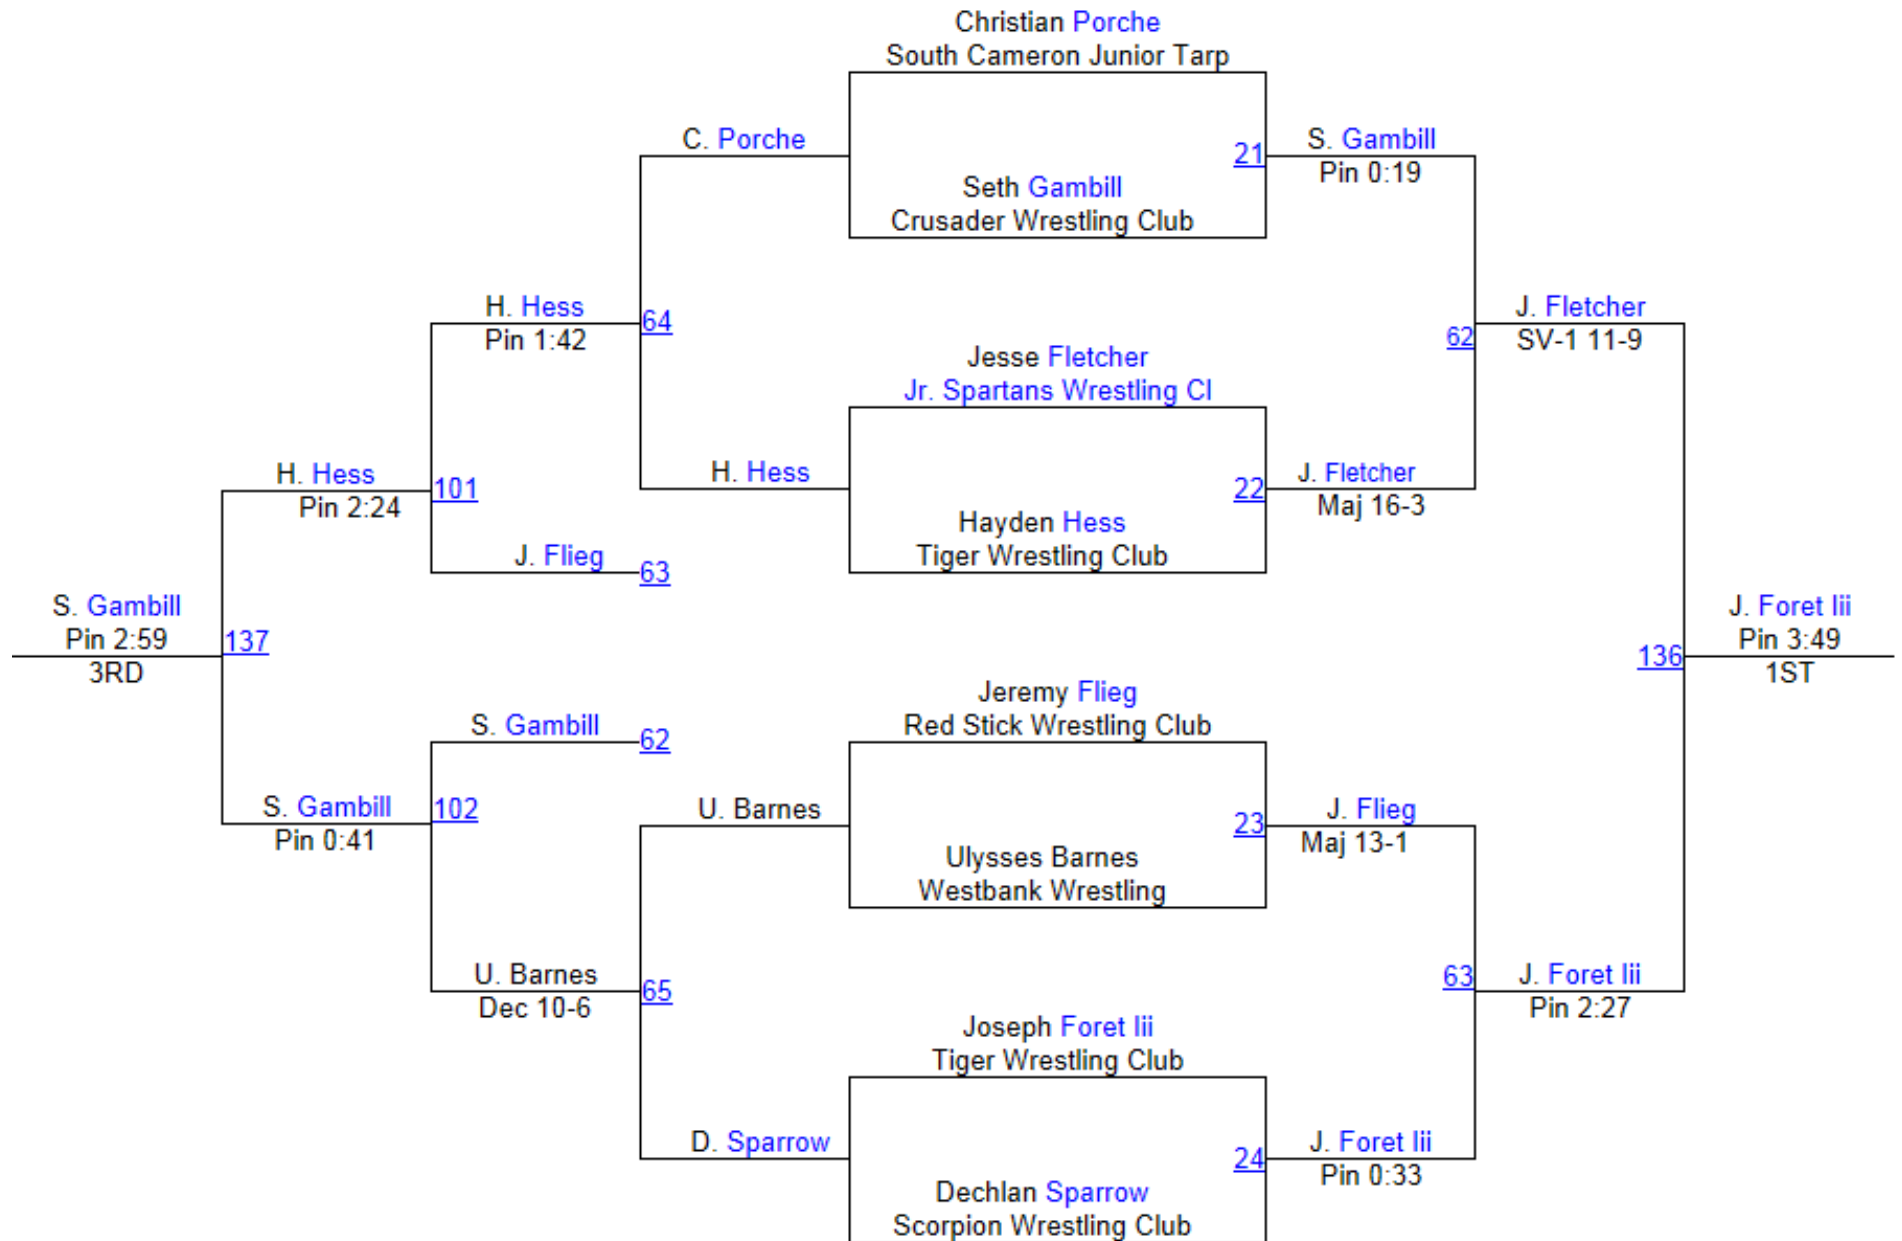 Christian Porche
South Cameron Junior Tarp
C. Porche
21
S. Gambill
Pin 0:19
Seth Gambill
Crusader Wrestling Club
H. Hess
Pin 1:42
64
62
J. Fletcher
SV-1 11-9
Jesse Fletcher
Jr. Spartans Wrestling Cl
H. Hess
Pin 2:24
101
H. Hess
22
J. Fletcher
Maj 16-3
Hayden Hess
Tiger Wrestling Club
J. Flieg
63
S. Gambill
Pin 2:59
3RD
137
136
J. Foret Iii
Pin 3:49
1ST
Jeremy Flieg
Red Stick Wrestling Club
S. Gambill
62
S. Gambill
Pin 0:41
102
U. Barnes
23
J. Flieg
Maj 13-1
Ulysses Barnes
Westbank Wrestling
U. Barnes
Dec 10-6
65
63
J. Foret Iii
Pin 2:27
Joseph Foret Iii
Tiger Wrestling Club
D. Sparrow
24
J. Foret Iii
Pin 0:33
Dechlan Sparrow
Scorpion Wrestling Club